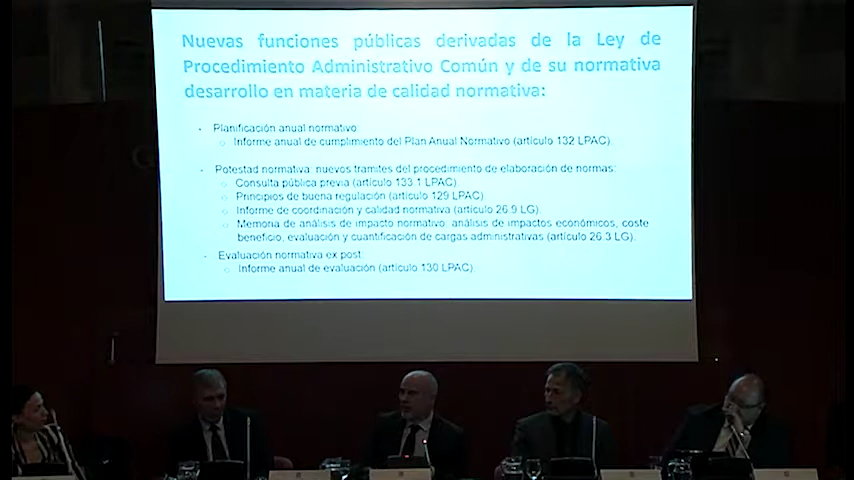 Nuevas funciones públicas derivadas de la Ley de
Procedimiento Administrativo Común y de su normativa
desarrollo en materia de calidad normativa:
- Planificación anual normativo
○ Informe anual de cumplimiento del Plan Anual Normativo (artículo 132 LPAC).
- Potestad normativa: nuevos tramites del procedimiento de elaboración de normas:
○ Consulta pública previa (artículo 133.1 LPAC).
○ Principios de buena regulación (artículo 129 LPAC).
○ Informe de coordinación y calidad normativa (artículo 26.9 LG).
○ Memoria de análisis de impacto normativo: análisis de impactos económicos, coste
beneficio, evaluación y cuantificación de cargas administrativas (artículo 26.3 LG).
- Evaluación normativa ex post:
○ Informe anual de evaluación (artículo 130 LPAC).